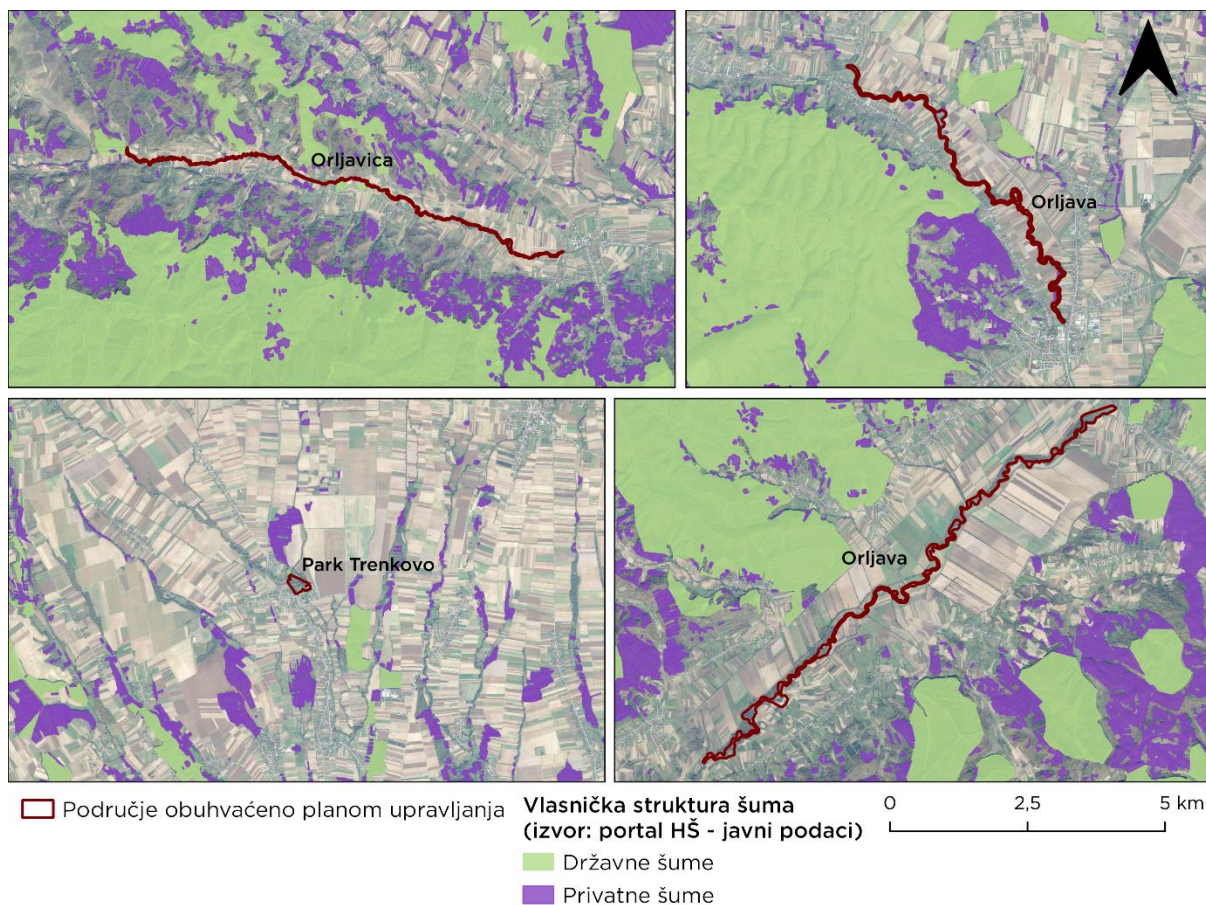 Orljavica
Orljava
Park Trenkovo
Orljava
Područje obuhvaćeno planom upravljanja
Vlasnička struktura šuma
(izvor: portal HŠ - javni podaci)
Državne šume
Privatne šume
0 2,5 5 km